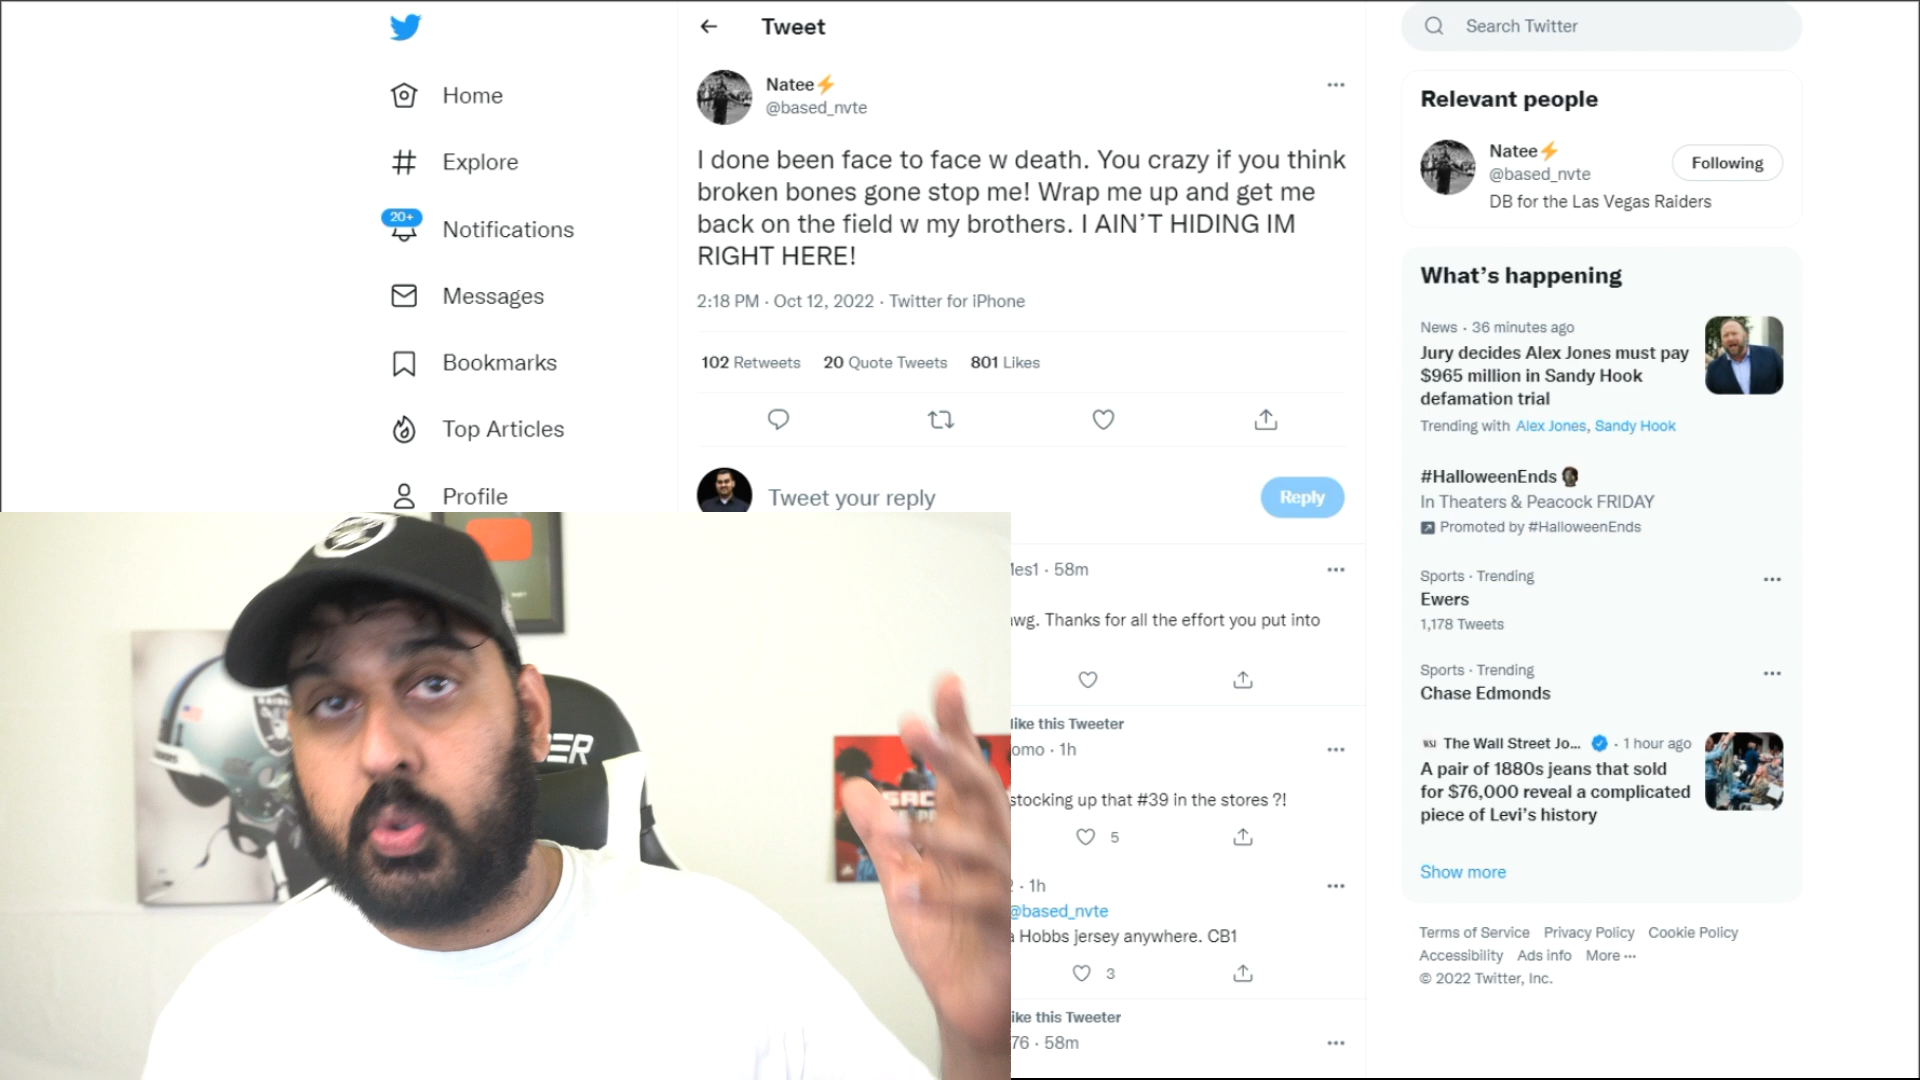 Home
Explore
20+
Notifications
Messages
Bookmarks
Top Articles
Profile
Tweet
Natee⚡
@based_nvte
I done been face to face w death. You crazy if you think
broken bones gone stop me! Wrap me up and get me
back on the field w my brothers. I AIN'T HIDING IM
RIGHT HERE!
2:18 PM · Oct 12, 2022 · Twitter for iPhone
102 Retweets 20 Quote Tweets 801 Likes
Tweet your reply
Reply
· 58m
Thanks for all the effort you put into
like this Tweeter
omo · 1h
stocking up that #39 in the stores ?!
5
· 1h
@based_nvte
a Hobbs jersey anywhere. CB1
3
like this Tweeter
76 · 58m
Search Twitter
Relevant people
Natee⚡
@based_nvte
Following
DB for the Las Vegas Raiders
What's happening
News · 36 minutes ago
Jury decides Alex Jones must pay
$965 million in Sandy Hook
defamation trial
Trending with Alex Jones, Sandy Hook
#HalloweenEnds
In Theaters & Peacock FRIDAY
Promoted by #HalloweenEnds
Sports · Trending
Ewers
1,178 Tweets
Sports · Trending
Chase Edmonds
WSJ The Wall Street Jo... · 1 hour ago
A pair of 1880s jeans that sold
for $76,000 reveal a complicated
piece of Levi's history
Show more
Terms of Service Privacy Policy Cookie Policy
Accessibility Ads info More ···
© 2022 Twitter, Inc.